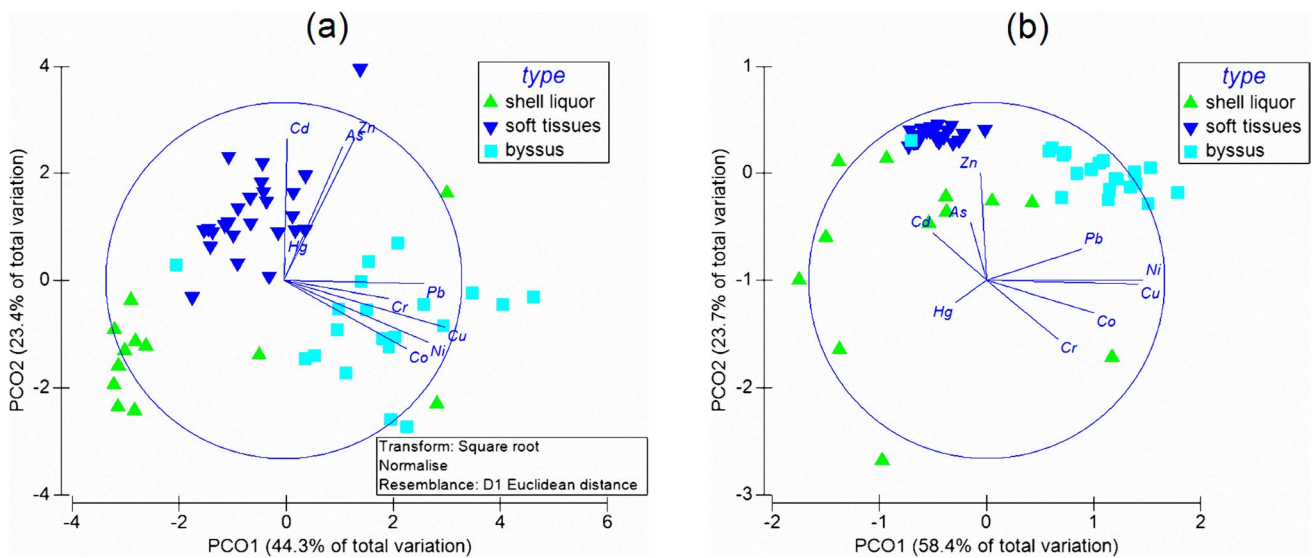 (a)
type
shell liquor
soft tissues
byssus
4
2
0
-2
-4
PCO2 (23.4% of total variation)
Cd
As
Zn
Hg
Pb
Cr
Cu
Ni
Co
Transform: Square root
Normalise
Resemblance: D1 Euclidean distance
-4
-2
0
2
4
6
PCO1 (44.3% of total variation)
(b)
type
shell liquor
soft tissues
byssus
1
0
-1
-2
-3
PCO2 (23.7% of total variation)
Zn
As
Cd
Pb
Ni
Cu
Hg
Co
Cr
-2
-1
0
1
2
PCO1 (58.4% of total variation)